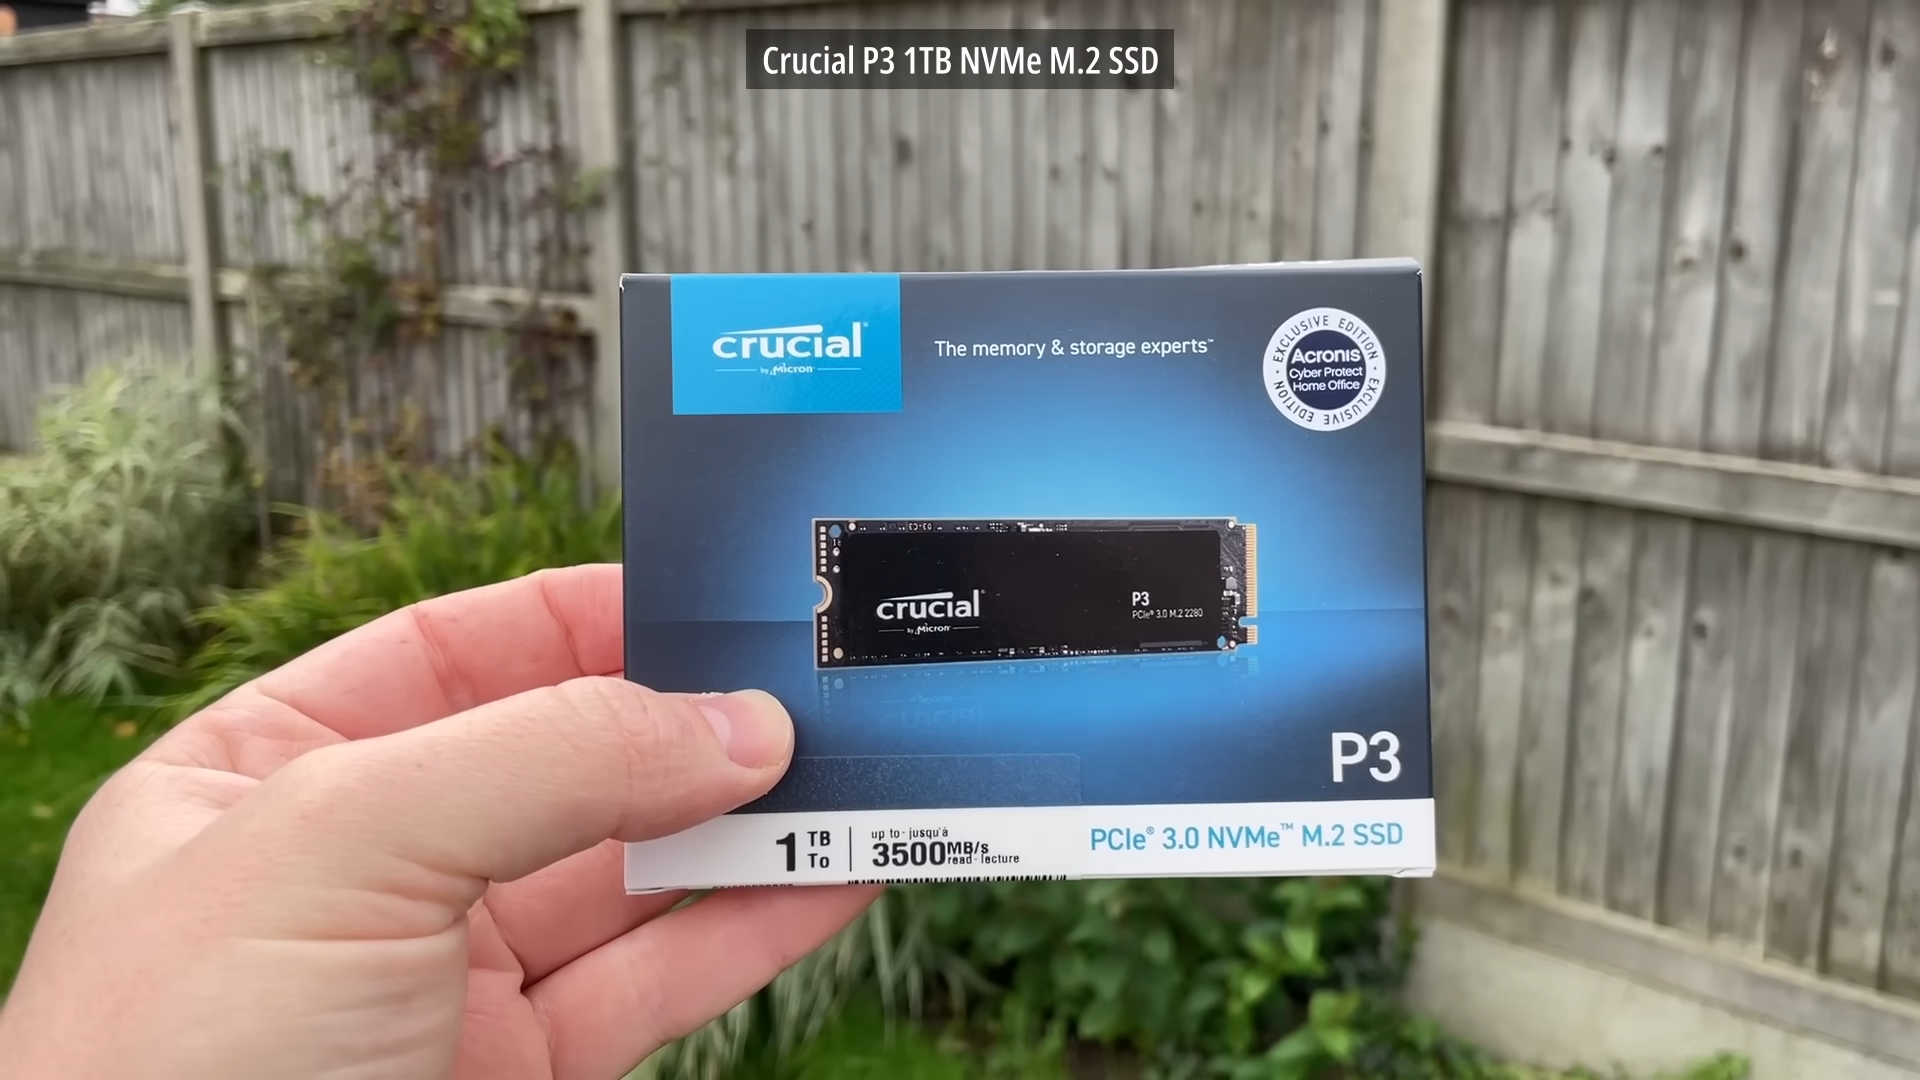 Crucial P3 1TB NVMe M.2 SSD
crucial®
by Micron
The memory & storage experts™
EXCLUSIVE EDITION
Acronis
Cyber Protect
Home Office
EXCLUSIVE EDITION
crucial®
by Micron
P3
PCIe® 3.0 M.2 2280
P3
1 TB
To
up to - jusqu'à
3500 MB/s
read - lecture
PCIe® 3.0 NVMe™ M.2 SSD